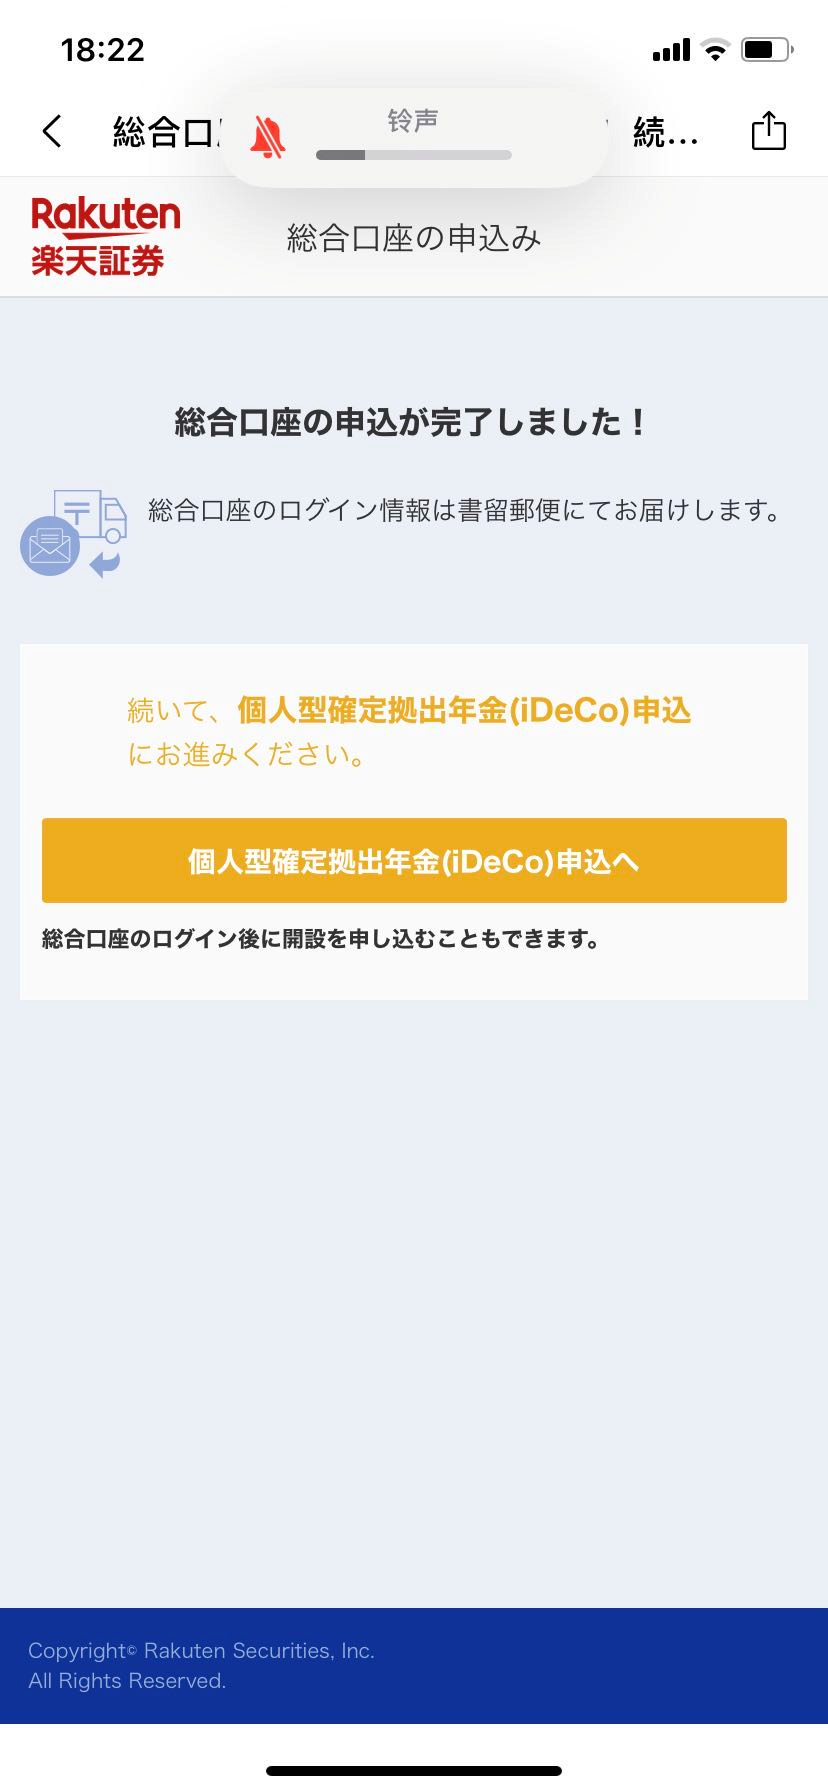 18:22
総合口
铃声
続...
Rakuten
楽天証券
総合口座の申込み
総合口座の申込が完了しました！
総合口座のログイン情報は書留郵便にてお届けします。
続いて、個人型確定拠出年金(iDeCo)申込
にお進みください。
個人型確定拠出年金(iDeCo)申込へ
総合口座のログイン後に開設を申し込むこともできます。
Copyright© Rakuten Securities, Inc.
All Rights Reserved.